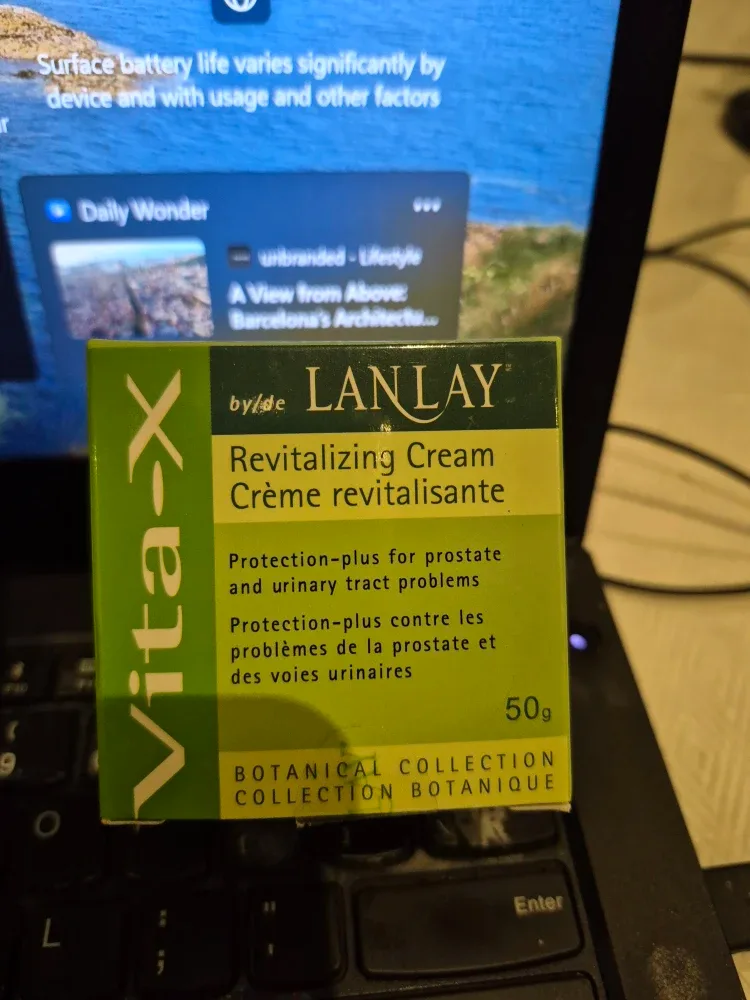 Surface battery life varies significantly by
device and with usage and other factors
Daily Wonder
unbranded - Lifestyle
A View from Above:
Barcelona's Architectu...
Vita-X
by/de LANLAY
Revitalizing Cream
Crème revitalisante
Protection-plus for prostate
and urinary tract problems
Protection-plus contre les
problèmes de la prostate et
des voies urinaires
50g
BOTANICAL COLLECTION
COLLECTION BOTANIQUE
9
O
L
:
;
"
'
Enter